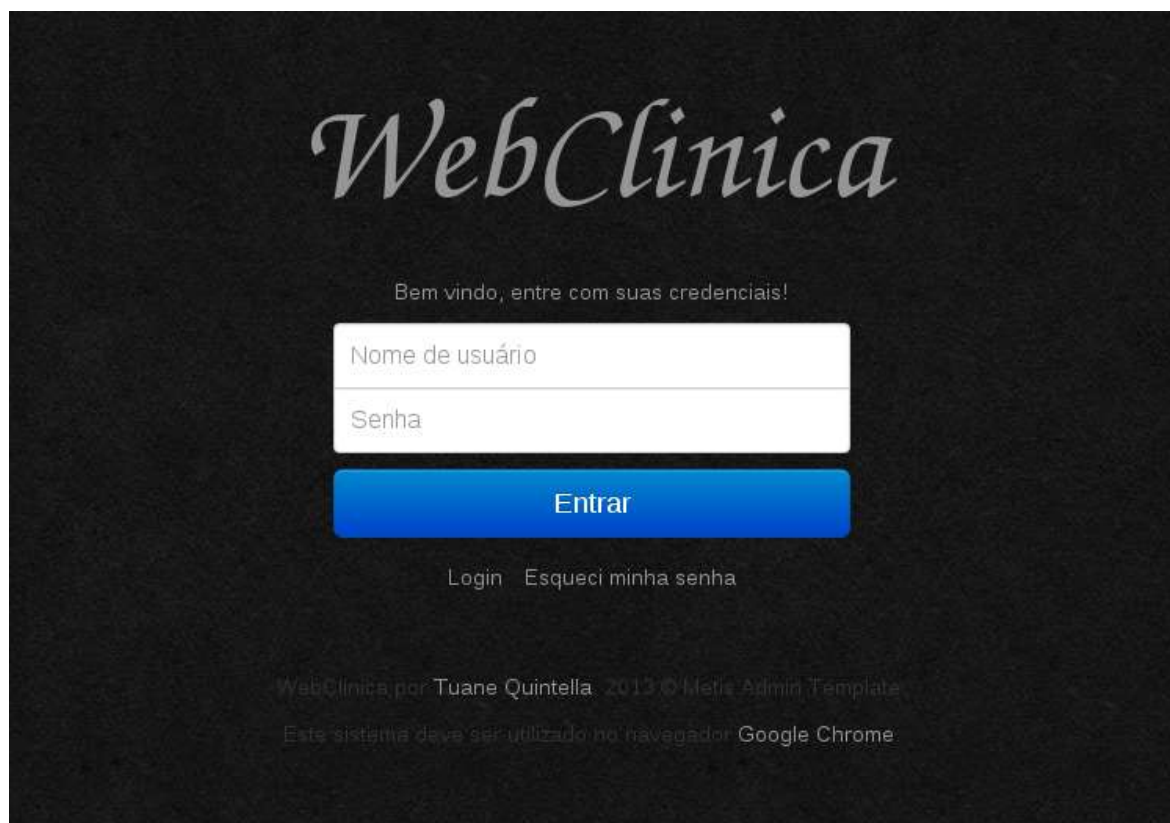 WebClinica
Bem vindo, entre com suas credenciais!
Nome de usuário
Senha
Entrar
Login Esqueci minha senha
WebClinica por Tuane Quintella 2013 © Metis Admin Template
Este sistema deve ser utilizado no navegador Google Chrome